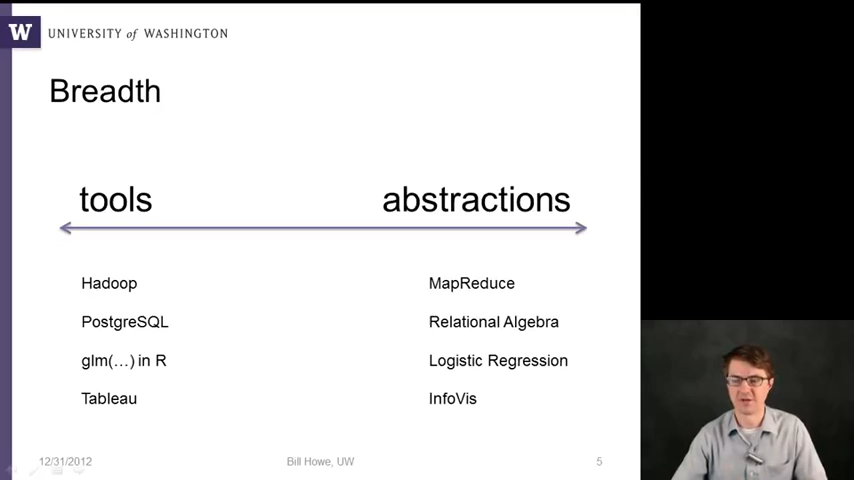 W UNIVERSITY of WASHINGTON
Breadth
tools abstractions
Hadoop MapReduce
PostgreSQL Relational Algebra
glm(…) in R Logistic Regression
Tableau InfoVis
12/31/2012 Bill Howe, UW 5